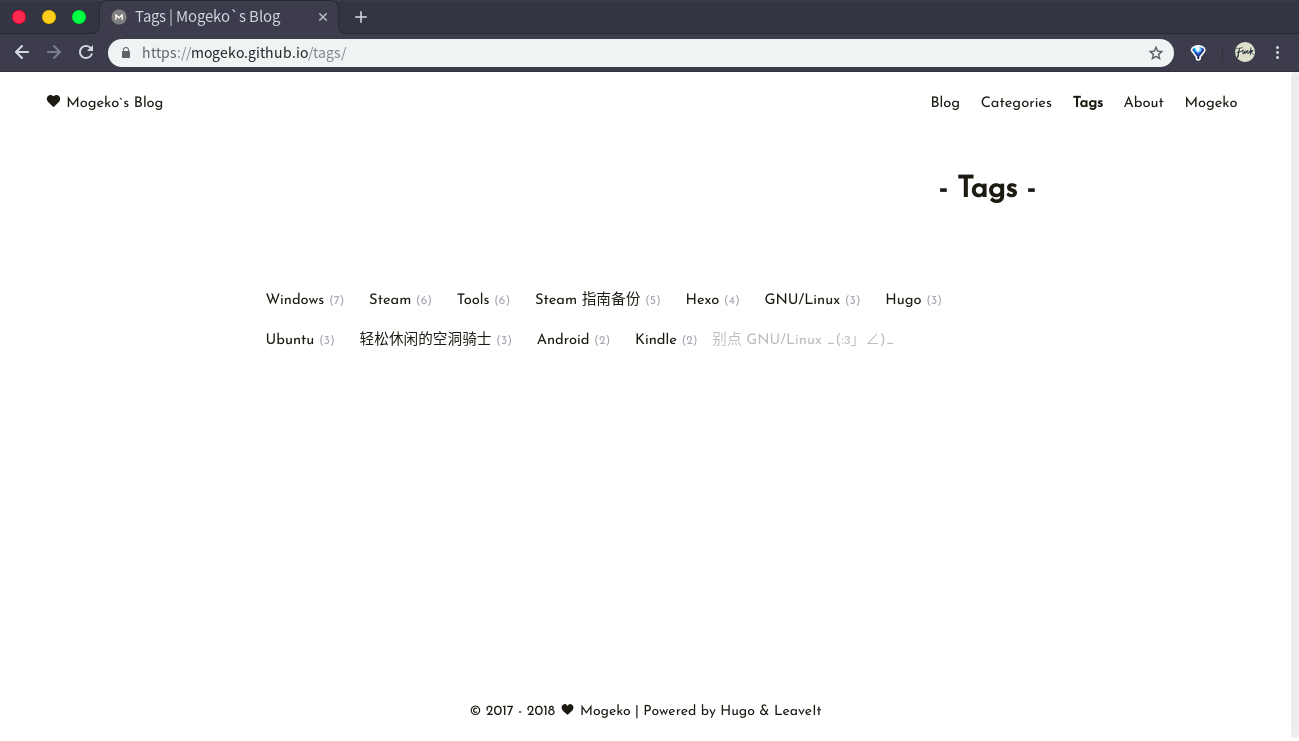 Tags | Mogeko`s Blog
https://mogeko.github.io/tags/
Mogeko`s Blog
Blog Categories Tags About Mogeko
- Tags -
Windows (7) Steam (6) Tools (6) Steam 指南备份 (5) Hexo (4) GNU/Linux (3) Hugo (3)
Ubuntu (3) 轻松休闲的空洞骑士 (3) Android (2) Kindle (2) 别点 GNU/Linux _(:з」∠)_
© 2017 - 2018 ♥ Mogeko | Powered by Hugo & LeaveIt